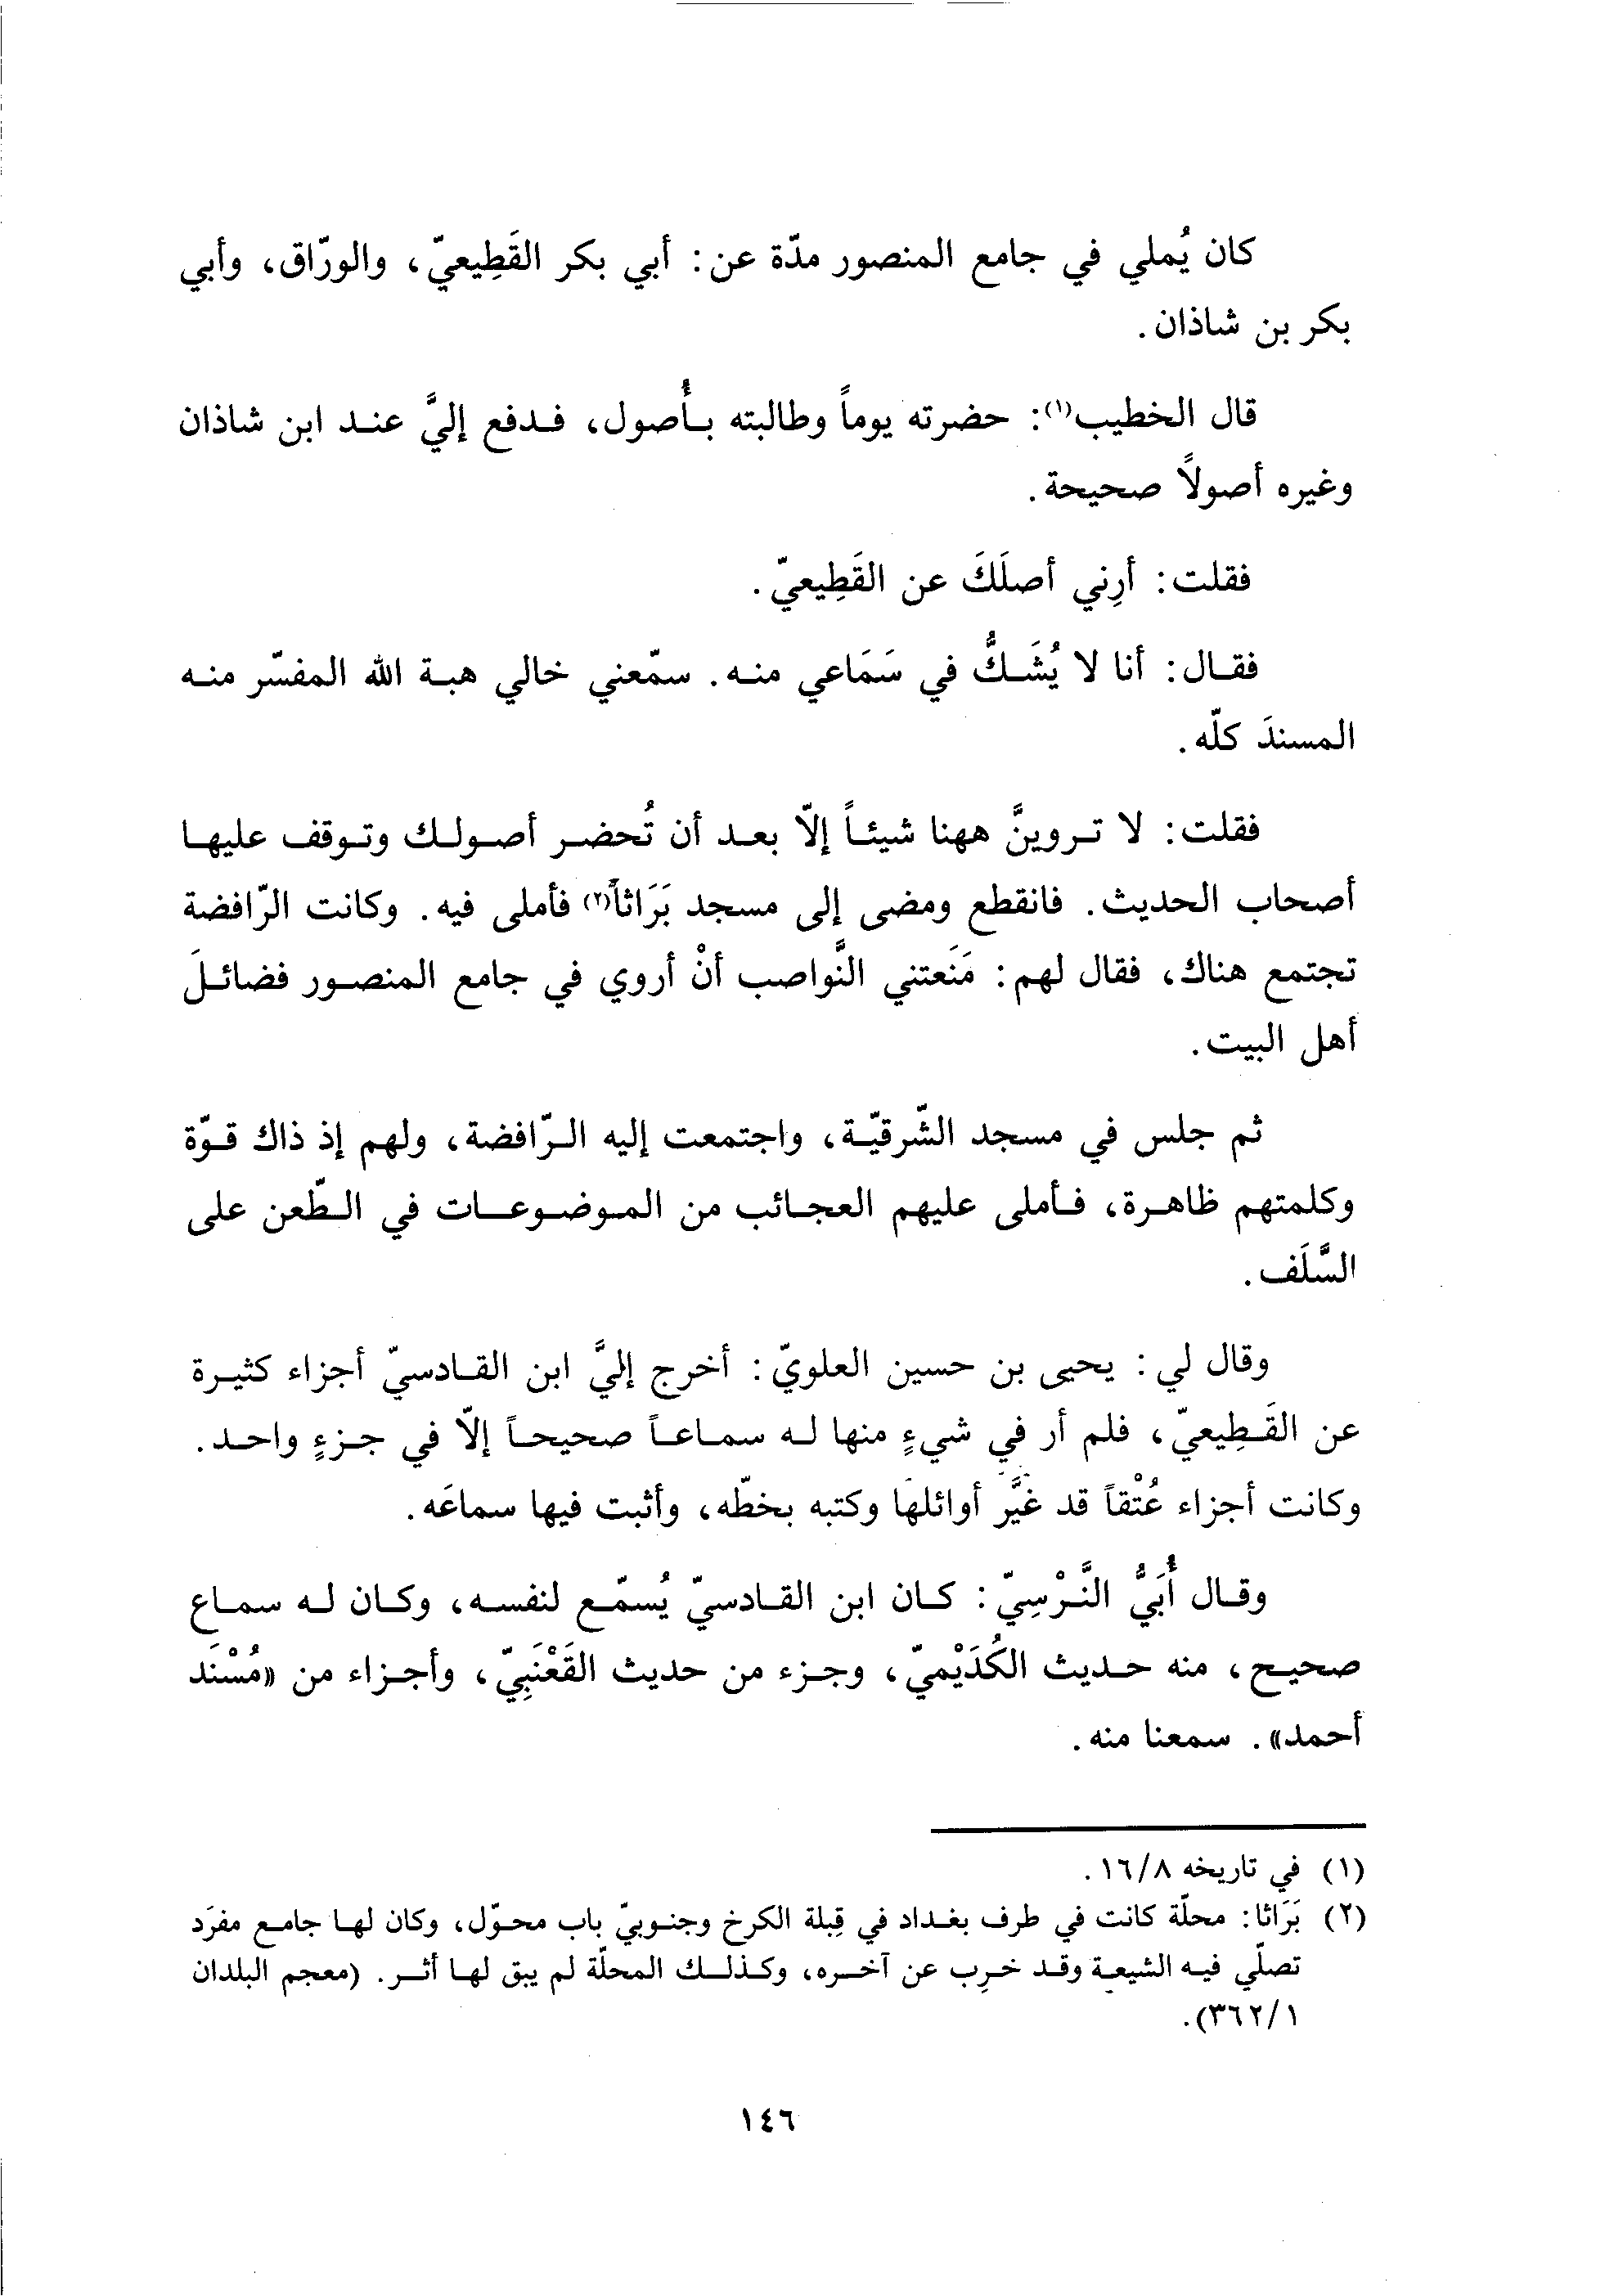 كان يُملي في جامع المنصور مدّة عن: أبي بكر القَطِيعيّ، والورّاق، وأبي
بكر بن شاذان.
قال الخطيب(١): حضرته يوماً وطالبته بأُصول، فدفع إليَّ عند ابن شاذان
وغيره أصولاً صحيحة.
فقلت: أرِني أصلَكَ عن القَطِيعيّ.
فقال: أنا لا يُشَكُّ في سَمَاعي منه. سمّعني خالي هبة الله المفسّر منه
المسندَ كلّه.
فقلت: لا تروينَّ ههنا شيئاً إلاّ بعد أن تُحضر أصولك وتوقف عليها
أصحاب الحديث. فانقطع ومضى إلى مسجد بَرَاثا(٢) فأملى فيه. وكانت الرّافضة
تجتمع هناك، فقال لهم: مَنَعتني النَّواصب أنْ أروي في جامع المنصور فضائلَ
أهل البيت.
ثم جلس في مسجد الشّرقيّة، واجتمعت إليه الرّافضة، ولهم إذ ذاك قوّة
وكلمتهم ظاهرة، فأملى عليهم العجائب من الموضوعات في الطّعن على
السَّلَف.
وقال لي: يحيى بن حسين العلويّ: أخرج إليَّ ابن القادسيّ أجزاء كثيرة
عن القَطِيعيّ، فلم أر في شيءٍ منها له سماعاً صحيحاً إلاّ في جزءٍ واحد.
وكانت أجزاء عُتْقاً قد غَيَّر أوائلها وكتبه بخطّه، وأثبت فيها سماعَه.
وقال أُبَيُّ النَّرْسِيّ: كان ابن القادسيّ يُسمّع لنفسه، وكان له سماع
صحيح، منه حديث الكُدَيْميّ، وجزء من حديث القَعْنَبِيّ، وأجزاء من «مُسْنَد
أحمد». سمعنا منه.
(١) في تاريخه ١٦/٨.
(٢) بَرَاثا: محلّة كانت في طرف بغداد في قِبلة الكرخ وجنوبيّ باب محوّل، وكان لها جامع مفرَد
تصلّي فيه الشيعة وقد خرِب عن آخره، وكذلك المحلّة لم يبق لها أثر. (معجم البلدان
٣٦٢/١).
١٤٦